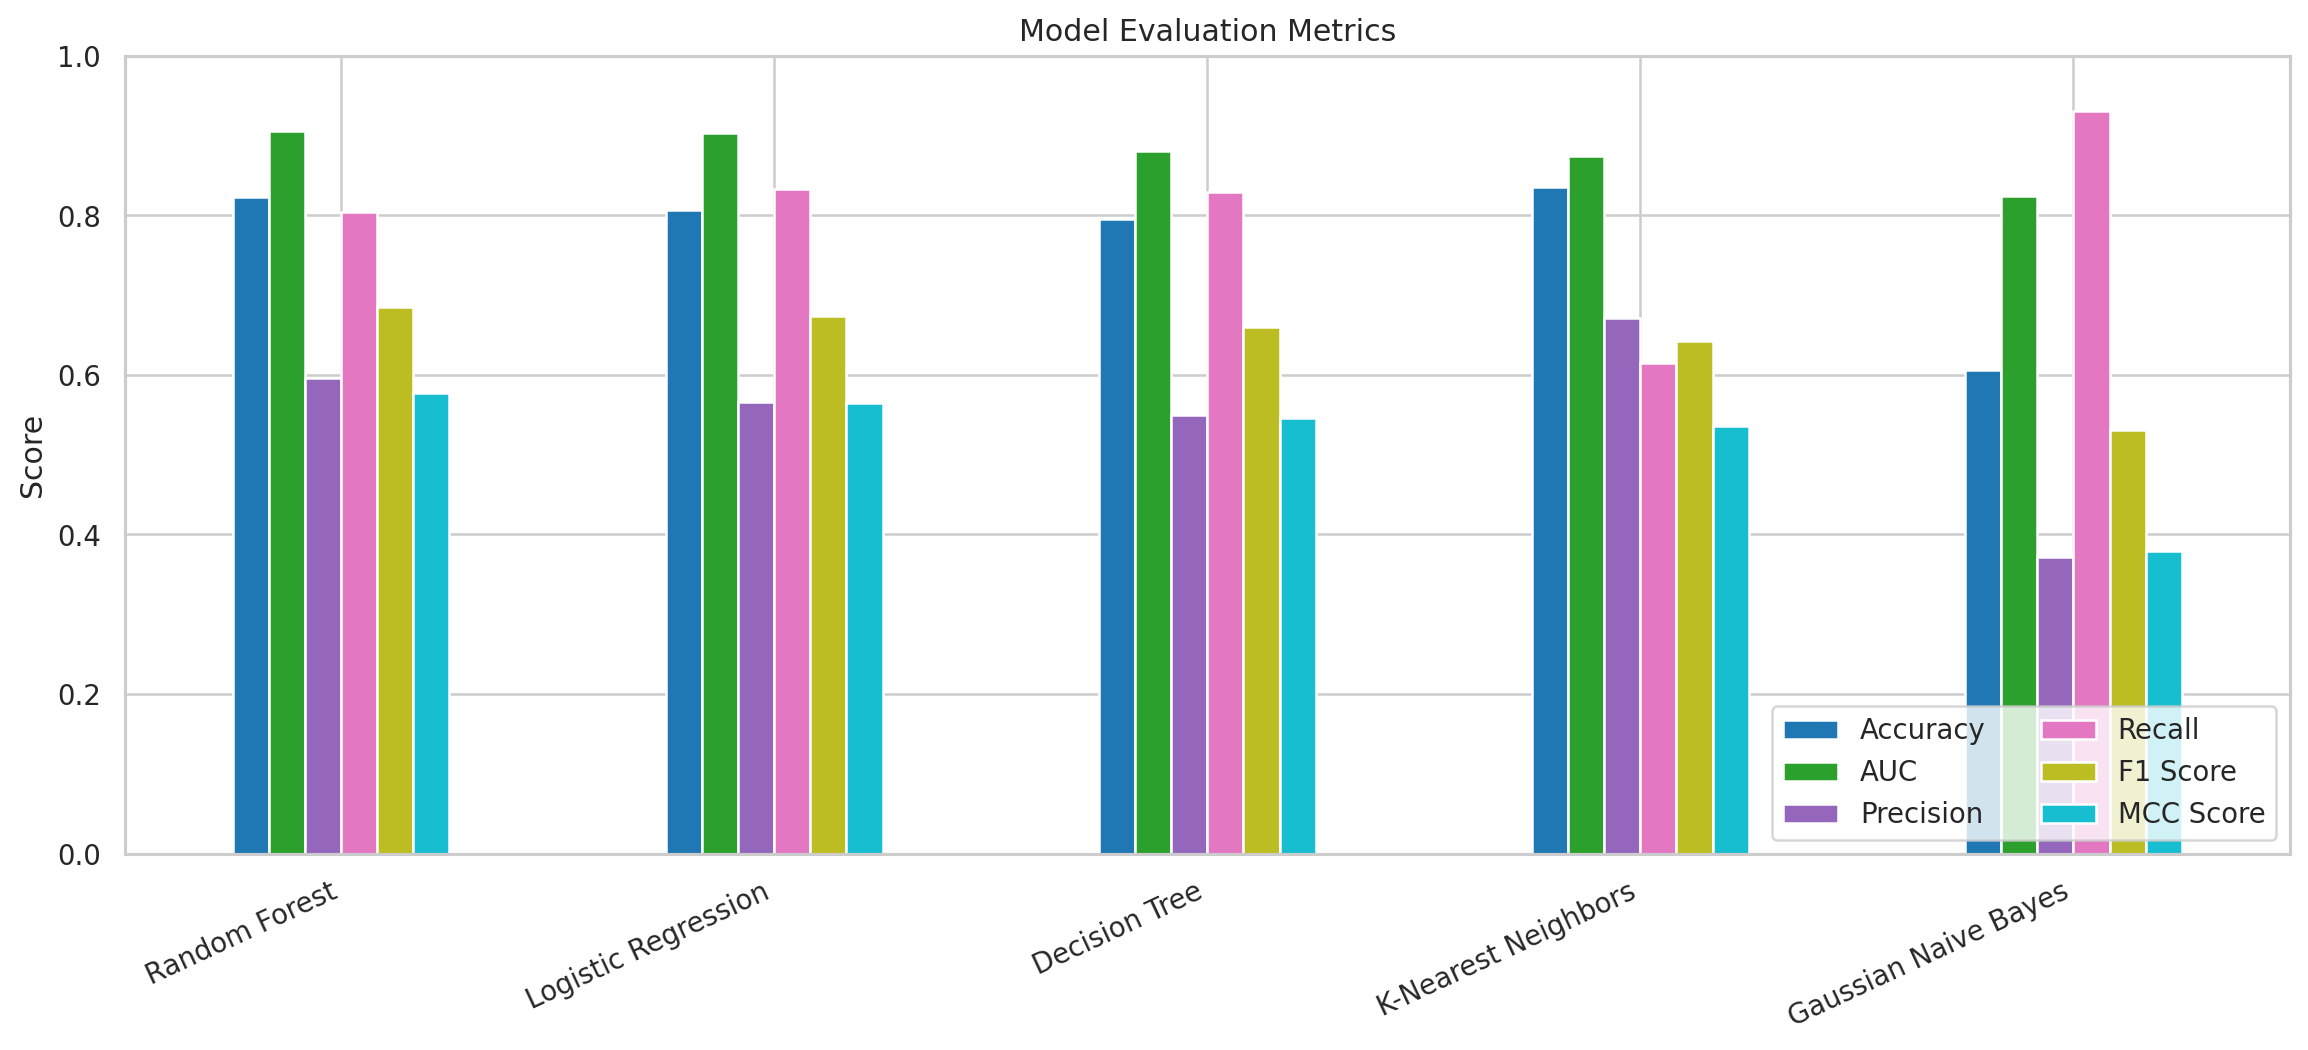 Model Evaluation Metrics
1.0
0.8
0.6
0.4
0.2
0.0
Score
Random Forest
Logistic Regression
Decision Tree
K-Nearest Neighbors
Gaussian Naive Bayes
Accuracy
AUC
Precision
Recall
F1 Score
MCC Score